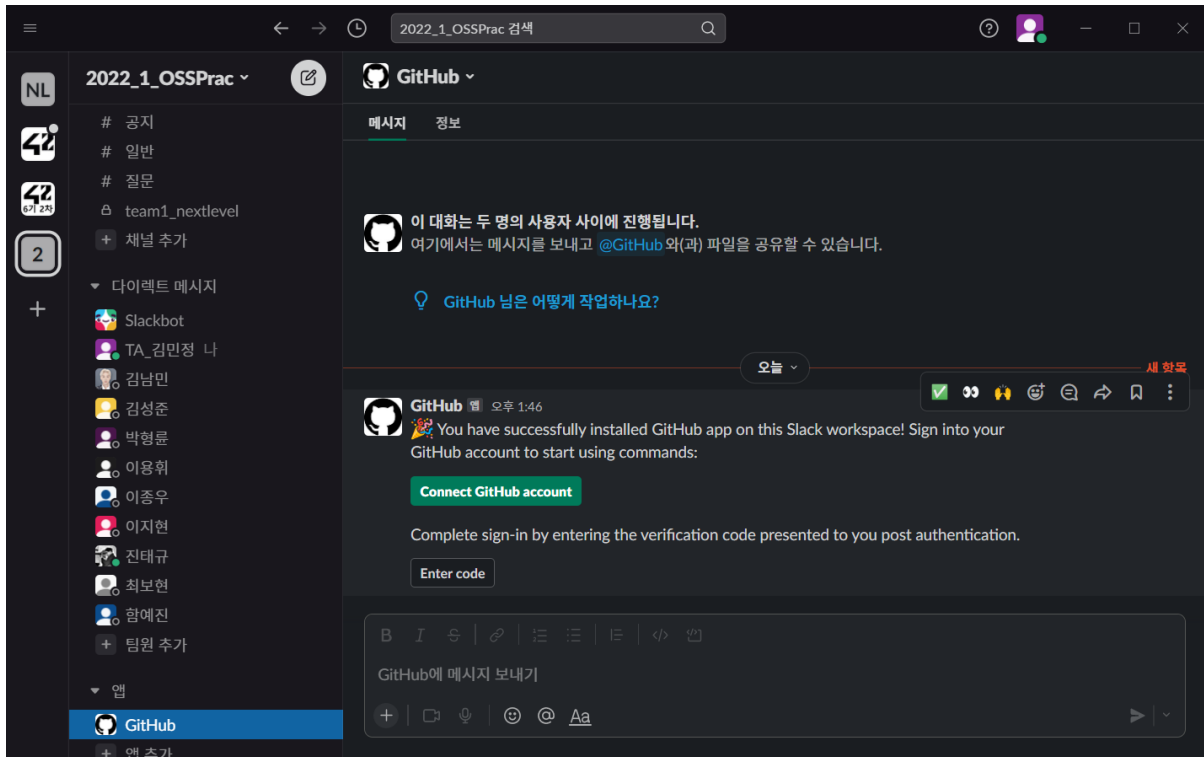 2022_1_OSSPrac 검색
NL
42
42
6기 2차
2
2022_1_OSSPrac
# 공지
# 일반
# 질문
team1_nextlevel
+ 채널 추가
다이렉트 메시지
Slackbot
TA_김민정 나
김남민
김성준
박형륜
이용휘
이종우
이지현
진태규
최보현
함예진
+ 팀원 추가
앱
GitHub
+ 앱 추가
GitHub
메시지 정보
이 대화는 두 명의 사용자 사이에 진행됩니다.
여기에서는 메시지를 보내고 @GitHub와(과) 파일을 공유할 수 있습니다.
GitHub 님은 어떻게 작업하나요?
오늘
새 항목
GitHub 앱 오후 1:46
You have successfully installed GitHub app on this Slack workspace! Sign into your
GitHub account to start using commands:
Connect GitHub account
Complete sign-in by entering the verification code presented to you post authentication.
Enter code
B I S
GitHub에 메시지 보내기
+ @ Aa